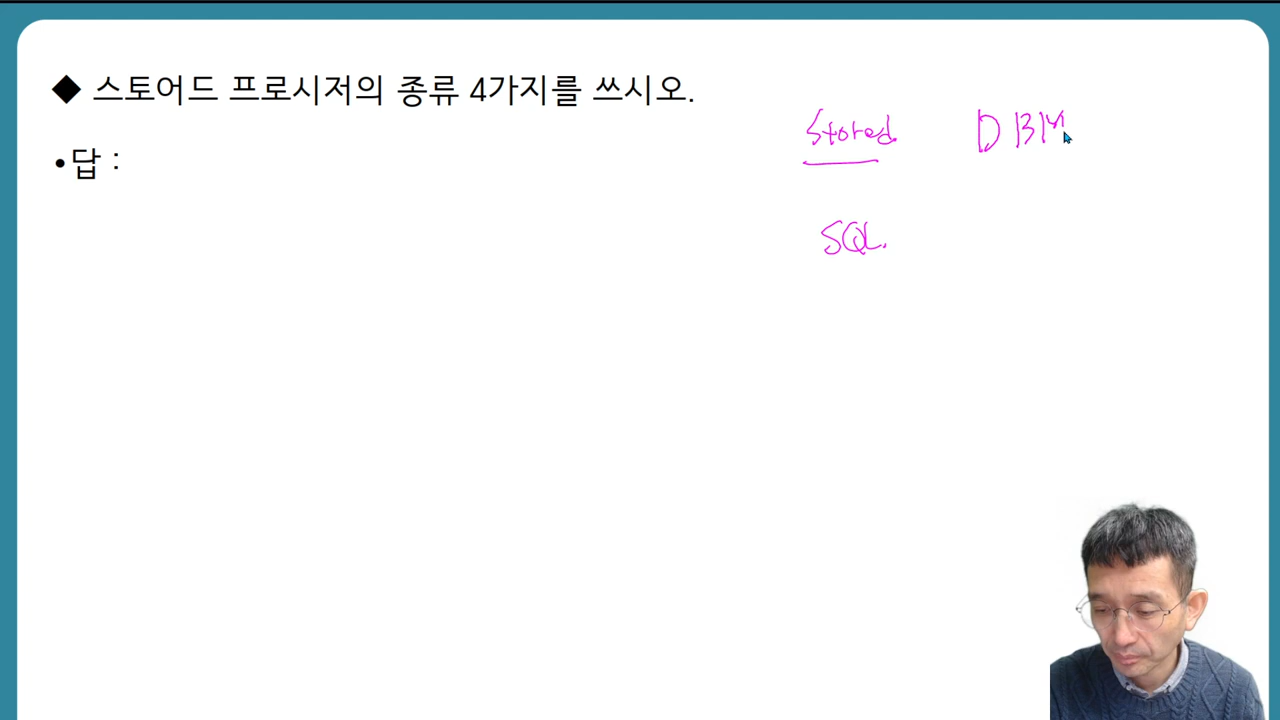 ◆ 스토어드 프로시저의 종류 4가지를 쓰시오.
•답 :
Stored DBM
SQL.